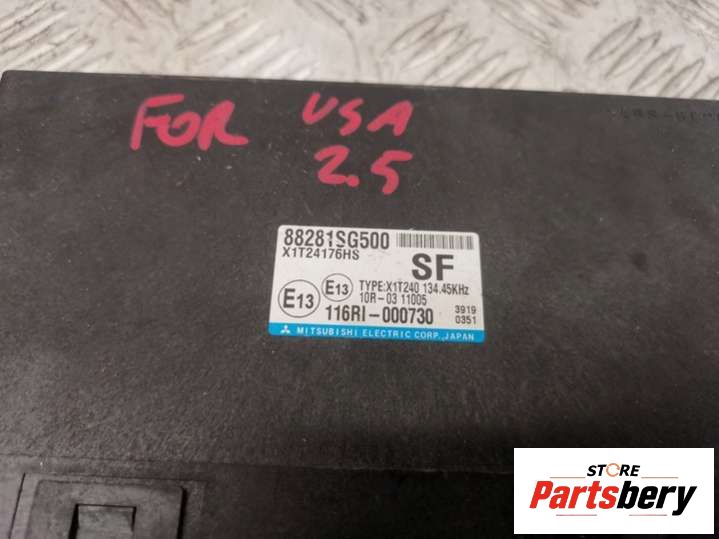 FOR USA
2.5
88281SG500
X1T24176HS
SF
TYPE:X1T240 134.45KHz
E13
E13
10R-03 11005
116RI-000730
3919
0351
MITSUBISHI ELECTRIC CORP.,JAPAN
STORE
Partsbery